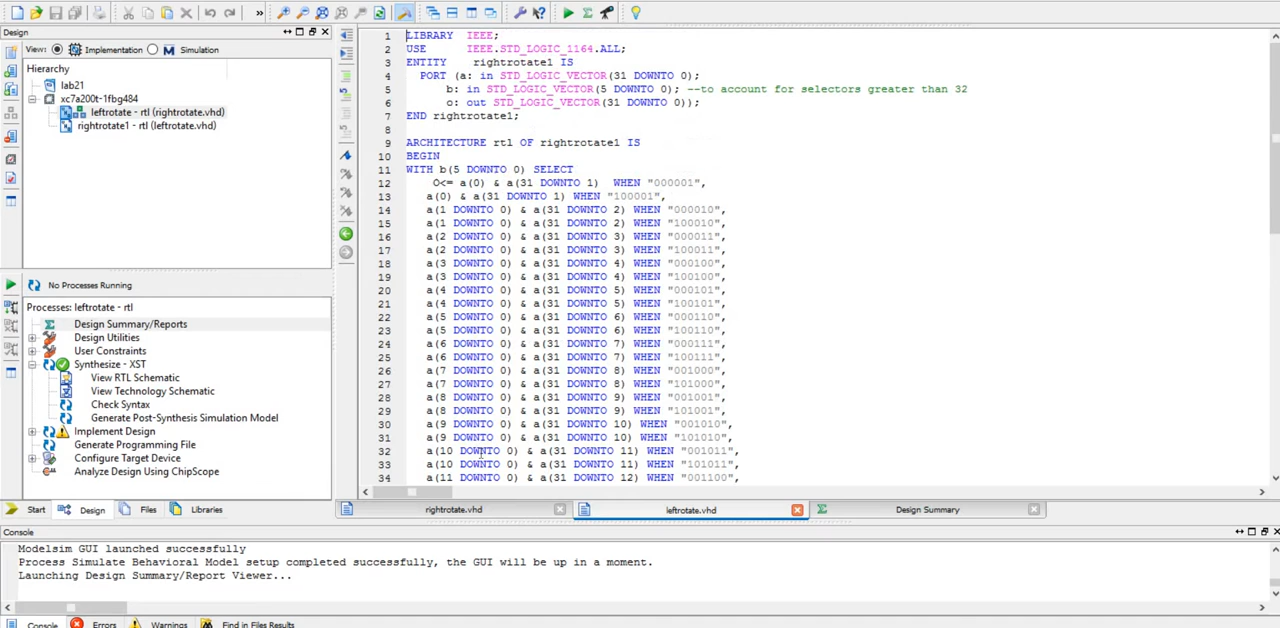 Design
View: Implementation Simulation
Hierarchy
lab21
xc7a200t-1fbg484
leftrotate - rtl (rightrotate.vhd)
rightrotate1 - rtl (leftrotate.vhd)
No Processes Running
Processes: leftrotate - rtl
Design Summary/Reports
Design Utilities
User Constraints
Synthesize - XST
View RTL Schematic
View Technology Schematic
Check Syntax
Generate Post-Synthesis Simulation Model
Implement Design
Generate Programming File
Configure Target Device
Analyze Design Using ChipScope
Start Design Files Libraries
1 LIBRARY IEEE;
2 USE IEEE.STD_LOGIC_1164.ALL;
3 ENTITY rightrotate1 IS
4 PORT (a: in STD_LOGIC_VECTOR(31 DOWNTO 0);
5 b: in STD_LOGIC_VECTOR(5 DOWNTO 0); --to account for selectors greater than 32
6 o: out STD_LOGIC_VECTOR(31 DOWNTO 0));
7 END rightrotate1;
8
9 ARCHITECTURE rtl OF rightrotate1 IS
10 BEGIN
11 WITH b(5 DOWNTO 0) SELECT
12 O<= a(0) & a(31 DOWNTO 1) WHEN "000001",
13 a(0) & a(31 DOWNTO 1) WHEN "100001",
14 a(1 DOWNTO 0) & a(31 DOWNTO 2) WHEN "000010",
15 a(1 DOWNTO 0) & a(31 DOWNTO 2) WHEN "100010",
16 a(2 DOWNTO 0) & a(31 DOWNTO 3) WHEN "000011",
17 a(2 DOWNTO 0) & a(31 DOWNTO 3) WHEN "100011",
18 a(3 DOWNTO 0) & a(31 DOWNTO 4) WHEN "000100",
19 a(3 DOWNTO 0) & a(31 DOWNTO 4) WHEN "100100",
20 a(4 DOWNTO 0) & a(31 DOWNTO 5) WHEN "000101",
21 a(4 DOWNTO 0) & a(31 DOWNTO 5) WHEN "100101",
22 a(5 DOWNTO 0) & a(31 DOWNTO 6) WHEN "000110",
23 a(5 DOWNTO 0) & a(31 DOWNTO 6) WHEN "100110",
24 a(6 DOWNTO 0) & a(31 DOWNTO 7) WHEN "000111",
25 a(6 DOWNTO 0) & a(31 DOWNTO 7) WHEN "100111",
26 a(7 DOWNTO 0) & a(31 DOWNTO 8) WHEN "001000",
27 a(7 DOWNTO 0) & a(31 DOWNTO 8) WHEN "101000",
28 a(8 DOWNTO 0) & a(31 DOWNTO 9) WHEN "001001",
29 a(8 DOWNTO 0) & a(31 DOWNTO 9) WHEN "101001",
30 a(9 DOWNTO 0) & a(31 DOWNTO 10) WHEN "001010",
31 a(9 DOWNTO 0) & a(31 DOWNTO 10) WHEN "101010",
32 a(10 DOWNTO 0) & a(31 DOWNTO 11) WHEN "001011",
33 a(10 DOWNTO 0) & a(31 DOWNTO 11) WHEN "101011",
34 a(11 DOWNTO 0) & a(31 DOWNTO 12) WHEN "001100",
rightrotate.vhd leftrotate.vhd Design Summary
Console
Modelsim GUI launched successfully
Process Simulate Behavioral Model setup completed successfully, the GUI will be up in a moment.
Launching Design Summary/Report Viewer...
Console Errors Warnings Find in Files Results